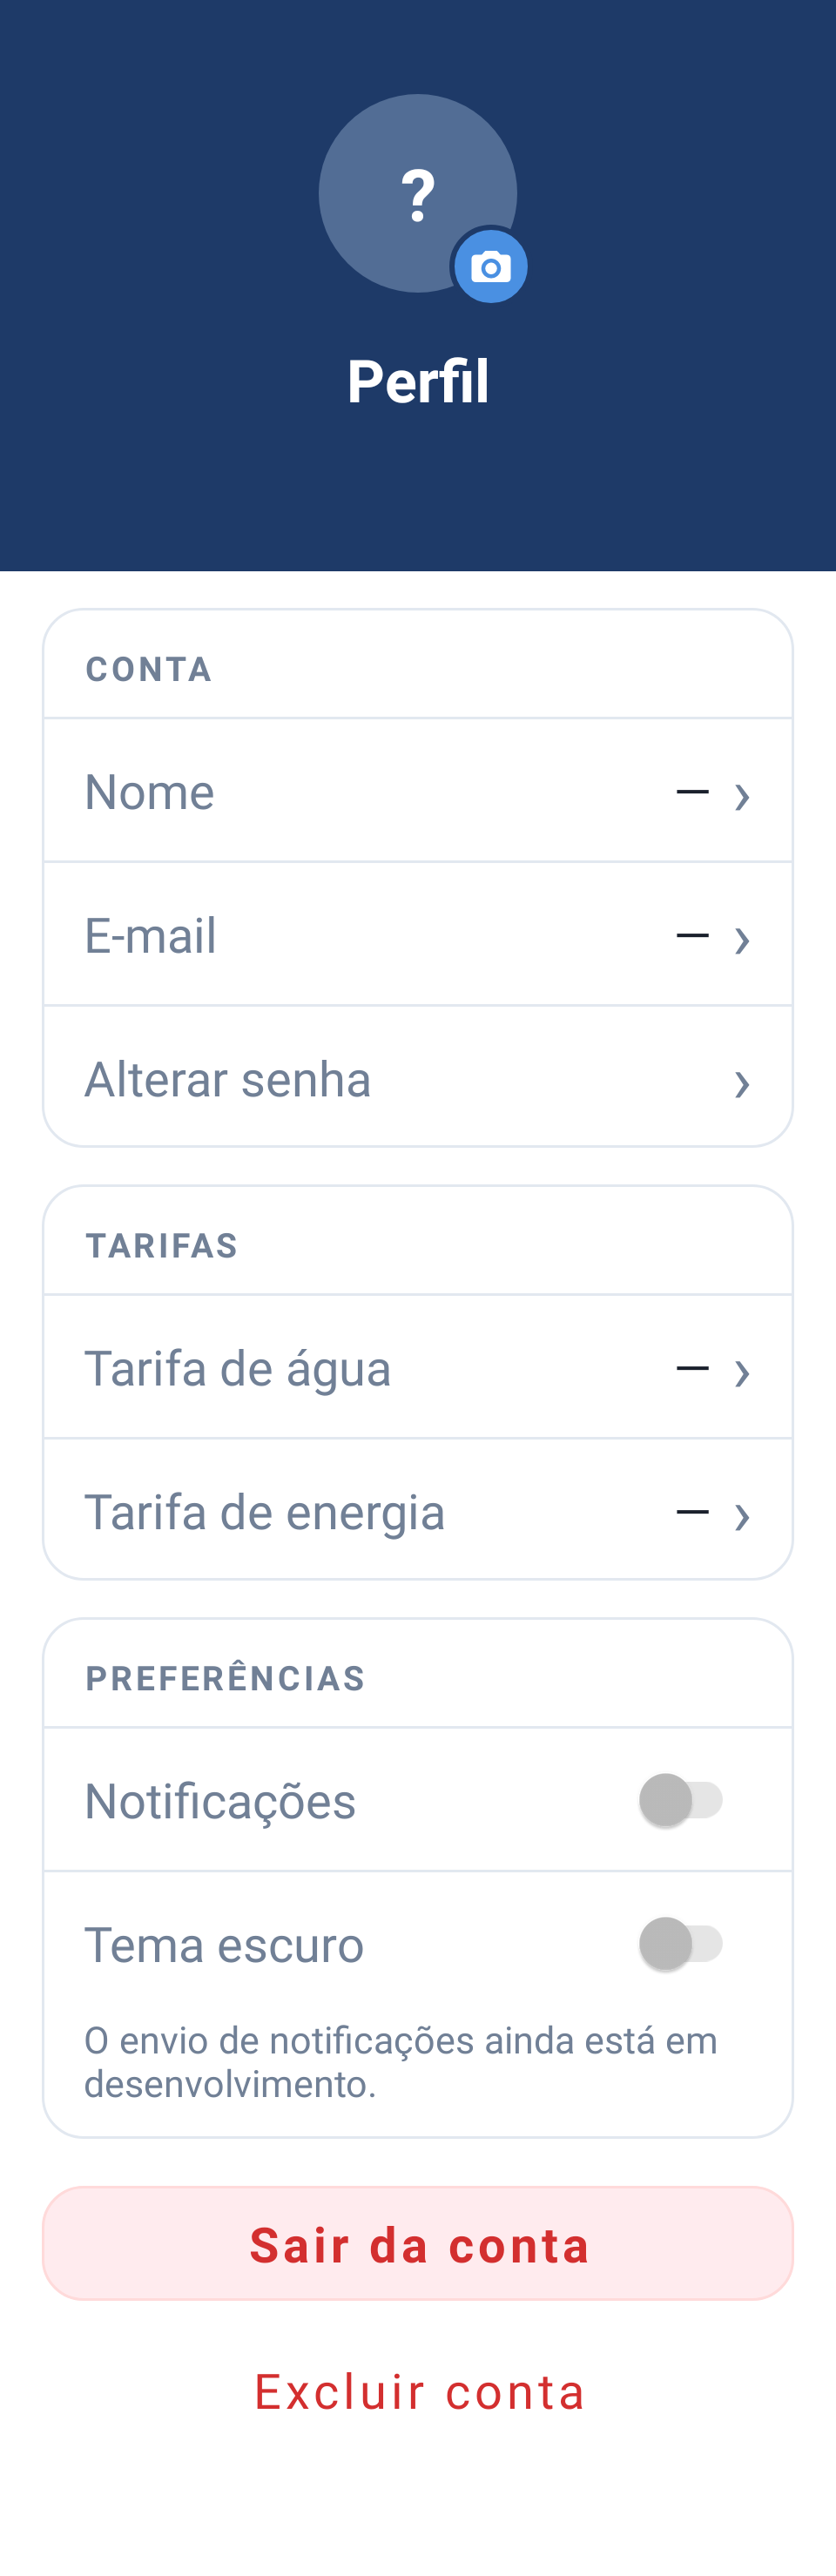 ?
Perfil
CONTA
Nome — ›
E-mail — ›
Alterar senha ›
TARIFAS
Tarifa de água — ›
Tarifa de energia — ›
PREFERÊNCIAS
Notificações
Tema escuro
O envio de notificações ainda está em
desenvolvimento.
Sair da conta
Excluir conta